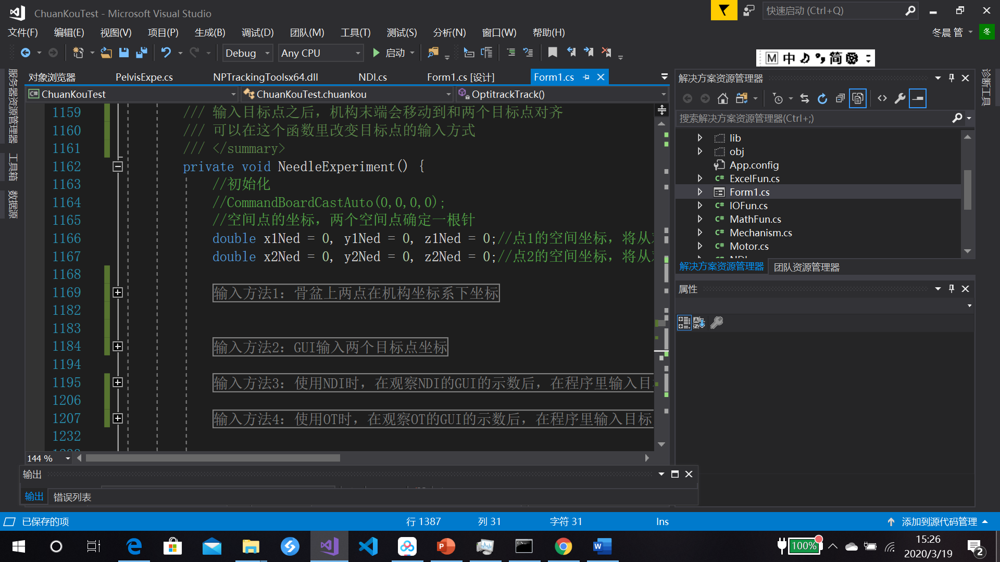 ChuanKouTest - Microsoft Visual Studio
快速启动 (Ctrl+Q)
文件(F) 编辑(E) 视图(V) 项目(P) 生成(B) 调试(D) 团队(M) 工具(T) 测试(S) 分析(N) 窗口(W) 帮助(H)
冬晨 管 冬
Debug Any CPU 启动
M 中 简
服务器资源管理器
工具箱
数据源
对象浏览器 PelvisExpe.cs NPTrackingToolsx64.dll NDI.cs Form1.cs [设计] Form1.cs
C# ChuanKouTest ChuanKouTest.chuankou OptitrackTrack()
1159 /// 输入目标点之后，机构末端会移动到和两个目标点对齐
1160 /// 可以在这个函数里改变目标点的输入方式
1161 /// </summary>
1162 private void NeedleExperiment() {
1163 //初始化
1164 //CommandBoardCastAuto(0,0,0,0);
1165 //空间点的坐标，两个空间点确定一根针
1166 double x1Ned = 0, y1Ned = 0, z1Ned = 0;//点1的空间坐标，将从
1167 double x2Ned = 0, y2Ned = 0, z2Ned = 0;//点2的空间坐标，将从
1168
1169 输入方法1：骨盆上两点在机构坐标系下坐标
1182
1183
1184 输入方法2：GUI输入两个目标点坐标
1194
1195 输入方法3：使用NDI时，在观察NDI的GUI的示数后，在程序里输入目
1206
1207 输入方法4：使用OT时，在观察OT的GUI的示数后，在程序里输入目标
1232
144 %
输出
输出 错误列表
解决方案资源管理器
搜索解决方案资源管理器(Ctrl+;)
lib
obj
App.config
C# ExcelFun.cs
Form1.cs
C# IOFun.cs
C# MathFun.cs
C# Mechanism.cs
C# Motor.cs
解决方案资源管理器 团队资源管理器
属性
诊断工具
已保存的项 行 1387 列 31 字符 31 Ins 添加到源代码管理
100%
15:26
2020/3/19
2